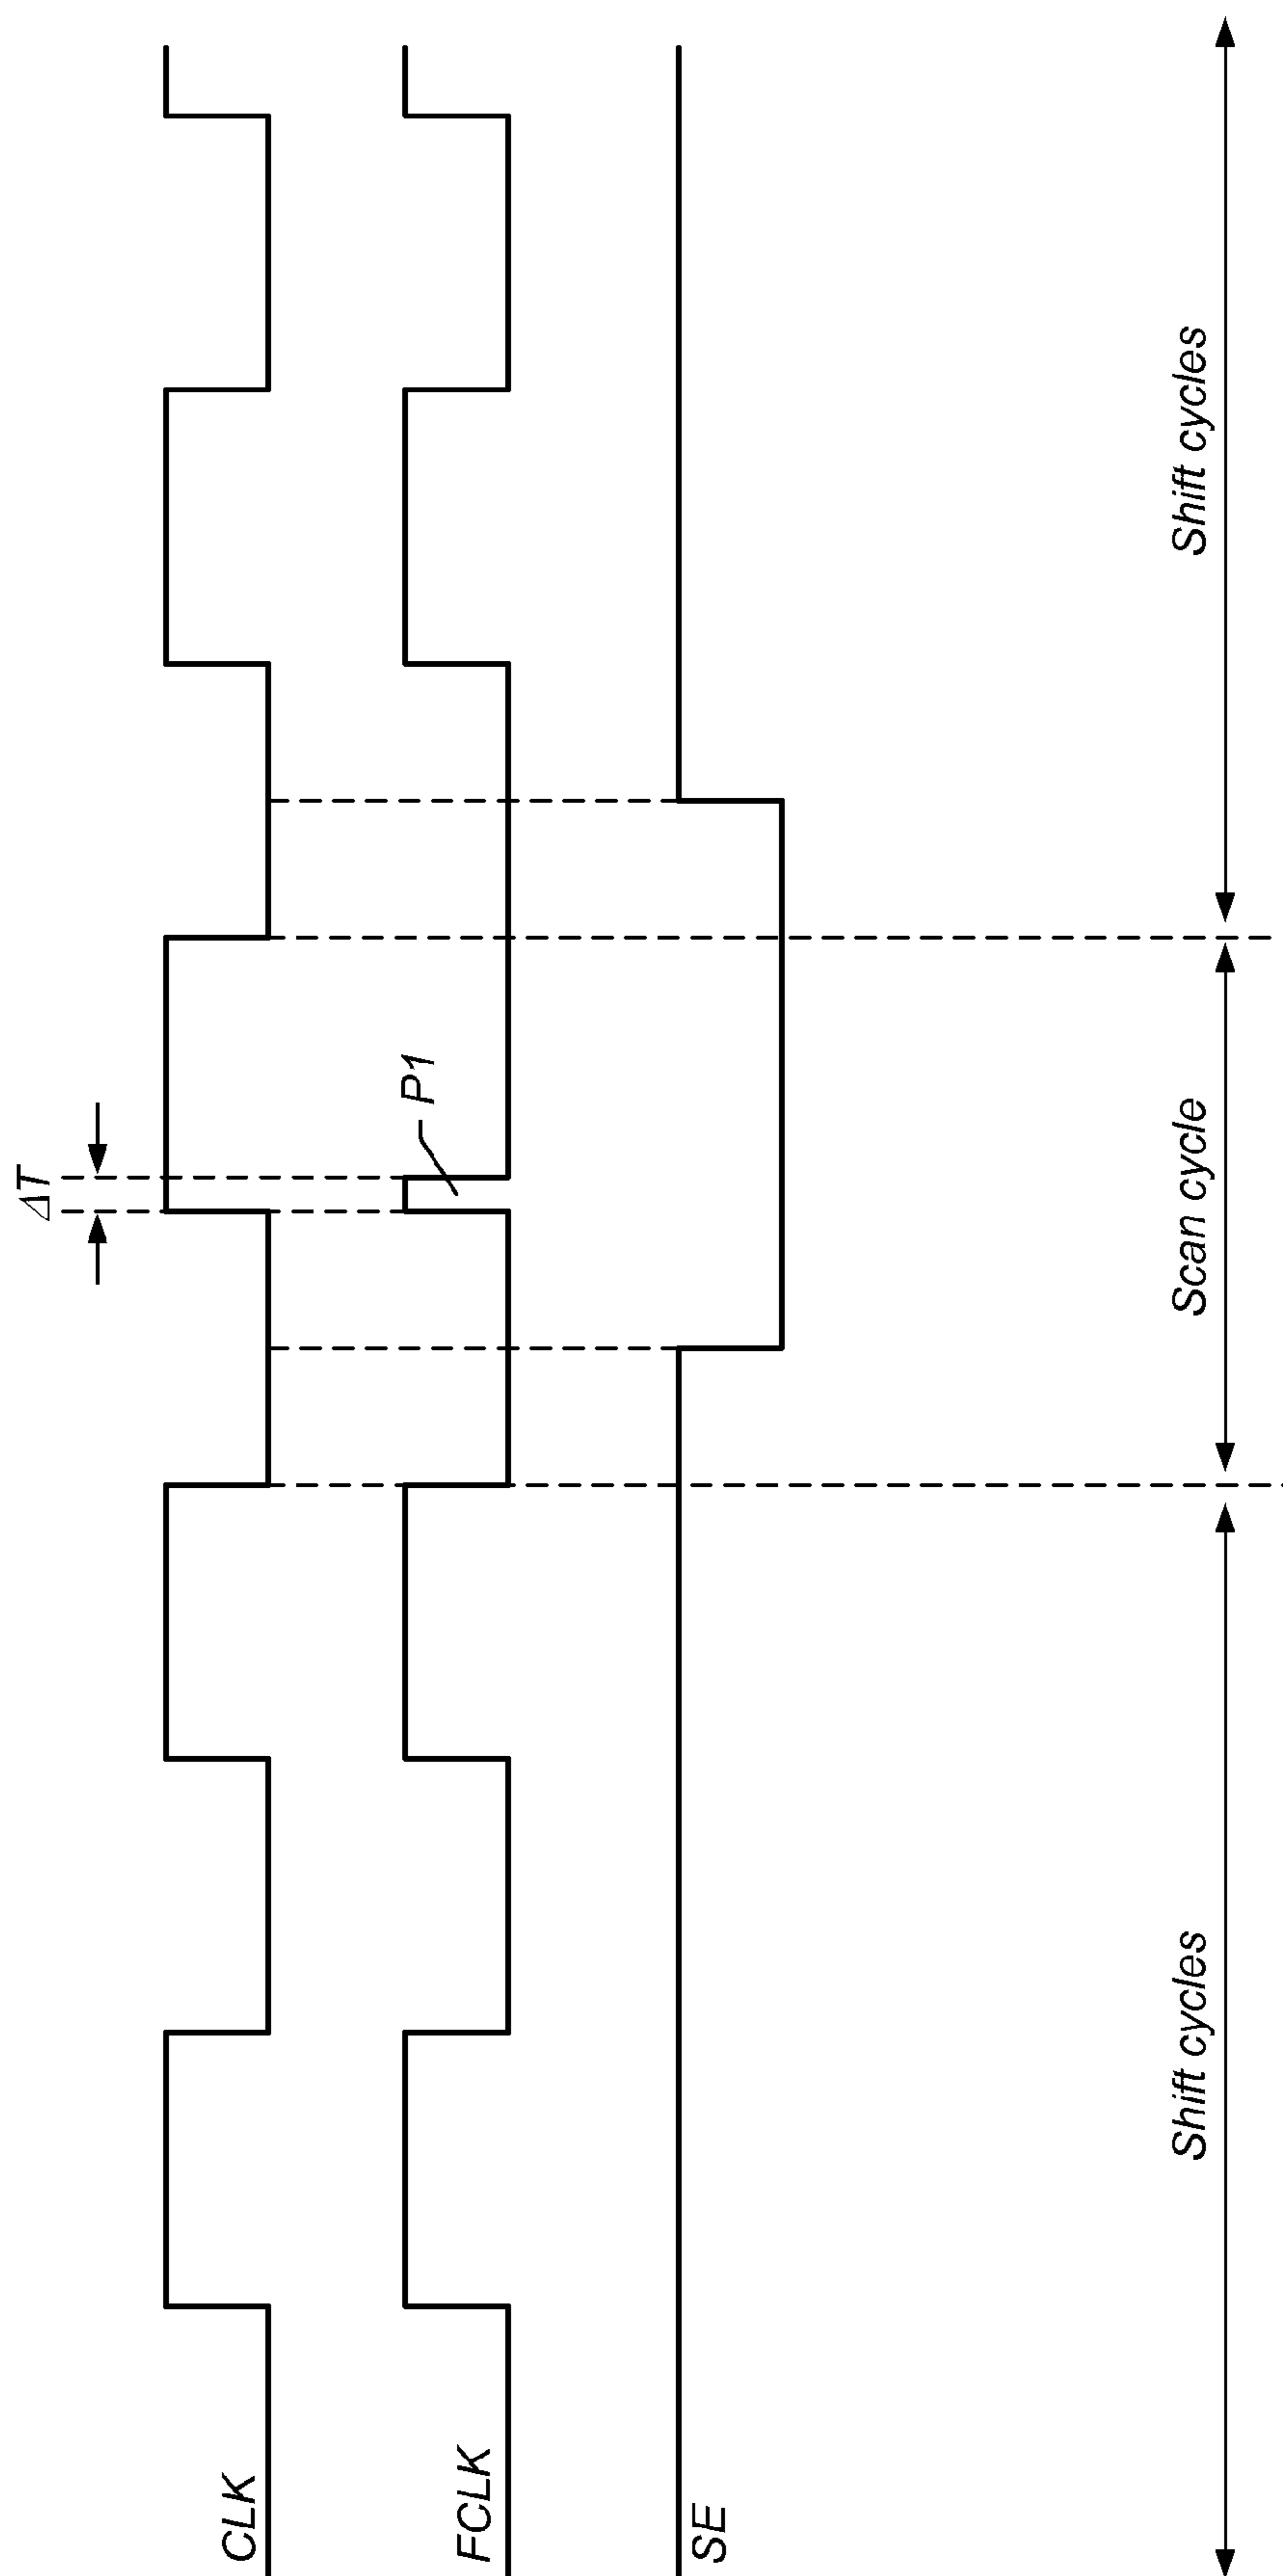 ΔT
CLK
FCLK
P1
SE
Shift cycles
Scan cycle
Shift cycles